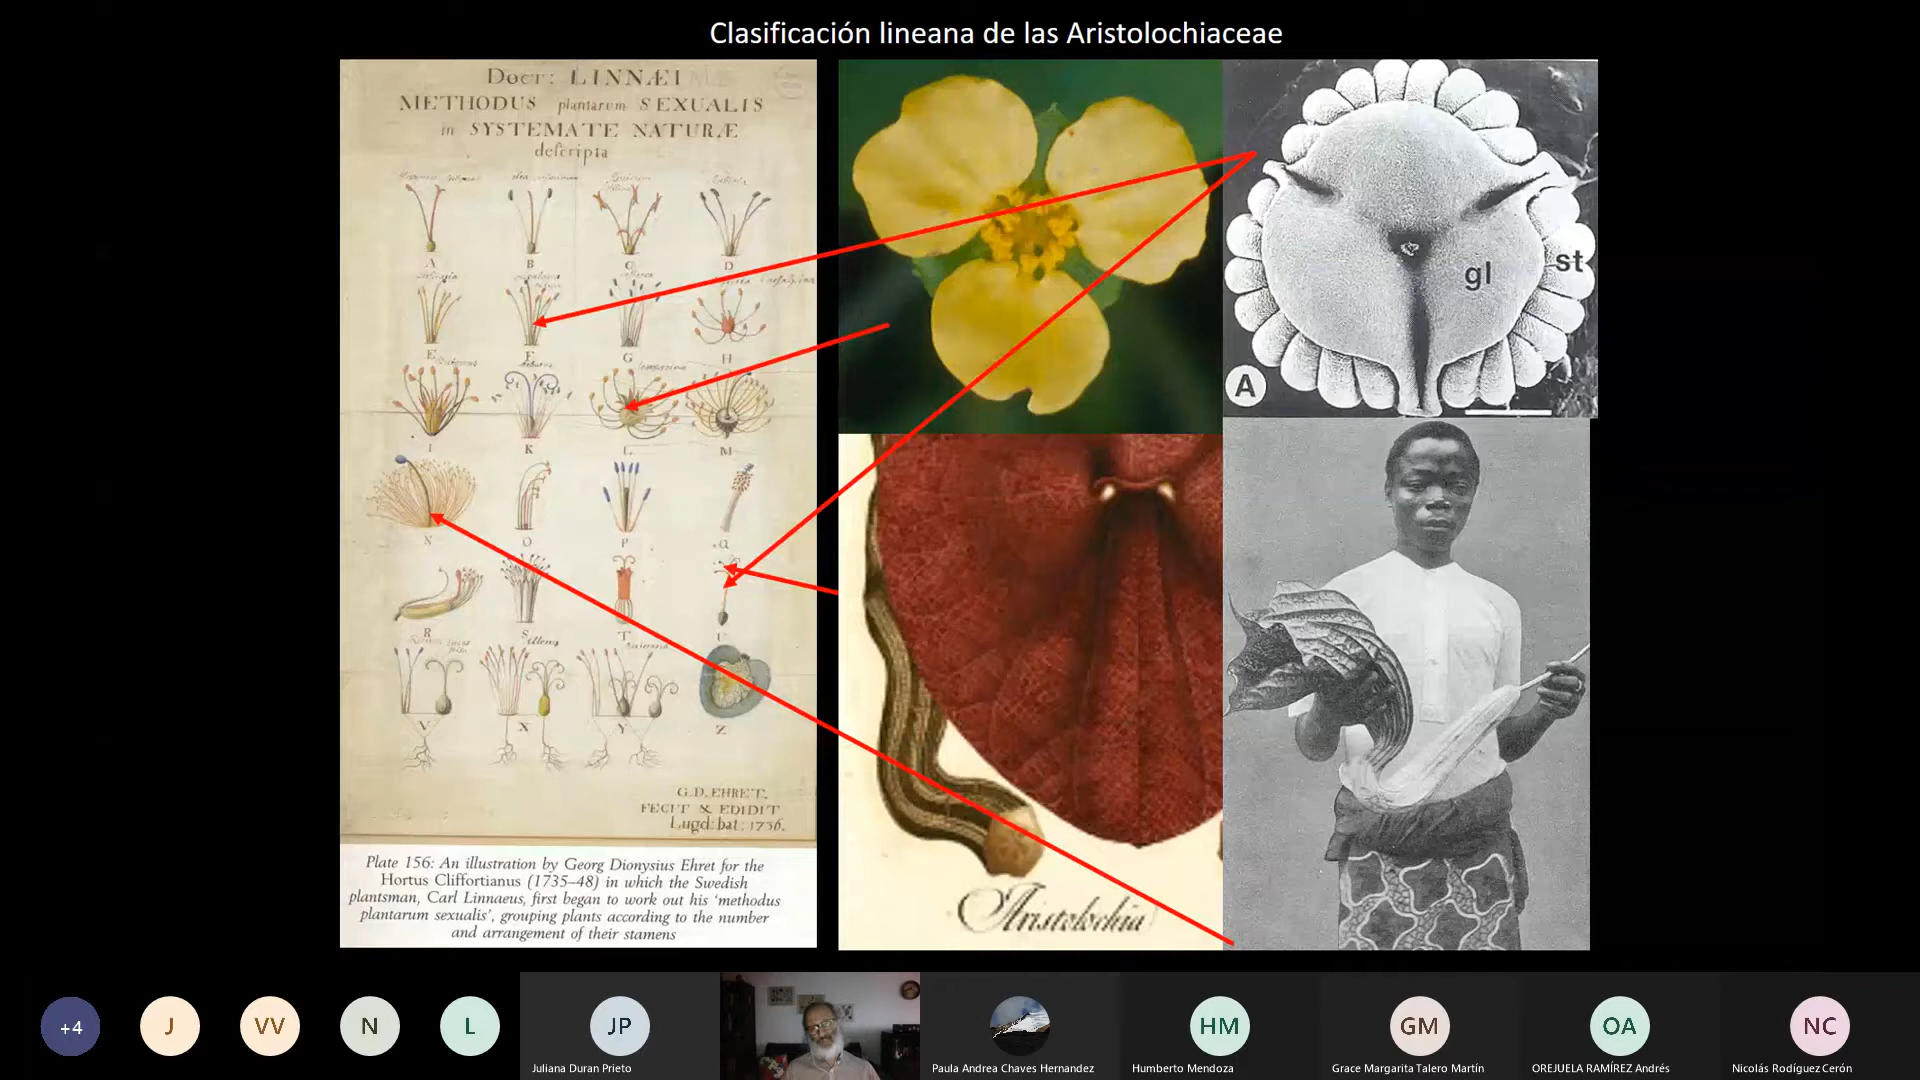 Clasificación lineana de las Aristolochiaceae
Doct: LINNÆI
METHODUS plantarum SEXUALIS
in SYSTEMATE NATURÆ
deſcripta
A B C D
E F G H
I K L M
N O P Q
R S T U
V X Y Z
G.D. EHRET.
FECIT & EDIDIT
Lugd: bat: 1736.
Plate 156: An illustration by Georg Dionysius Ehret for the
Hortus Cliffortianus (1735–48) in which the Swedish
plantsman, Carl Linnaeus, first began to work out his 'methodus
plantarum sexualis', grouping plants according to the number
and arrangement of their stamens
gl
st
A
Aristolochia
+4
J
VV
N
L
JP
HM
GM
OA
NC
Juliana Duran Prieto
Paula Andrea Chaves Hernandez
Humberto Mendoza
Grace Margarita Talero Martín
OREJUELA RAMÍREZ Andrés
Nicolás Rodíguez Cerón